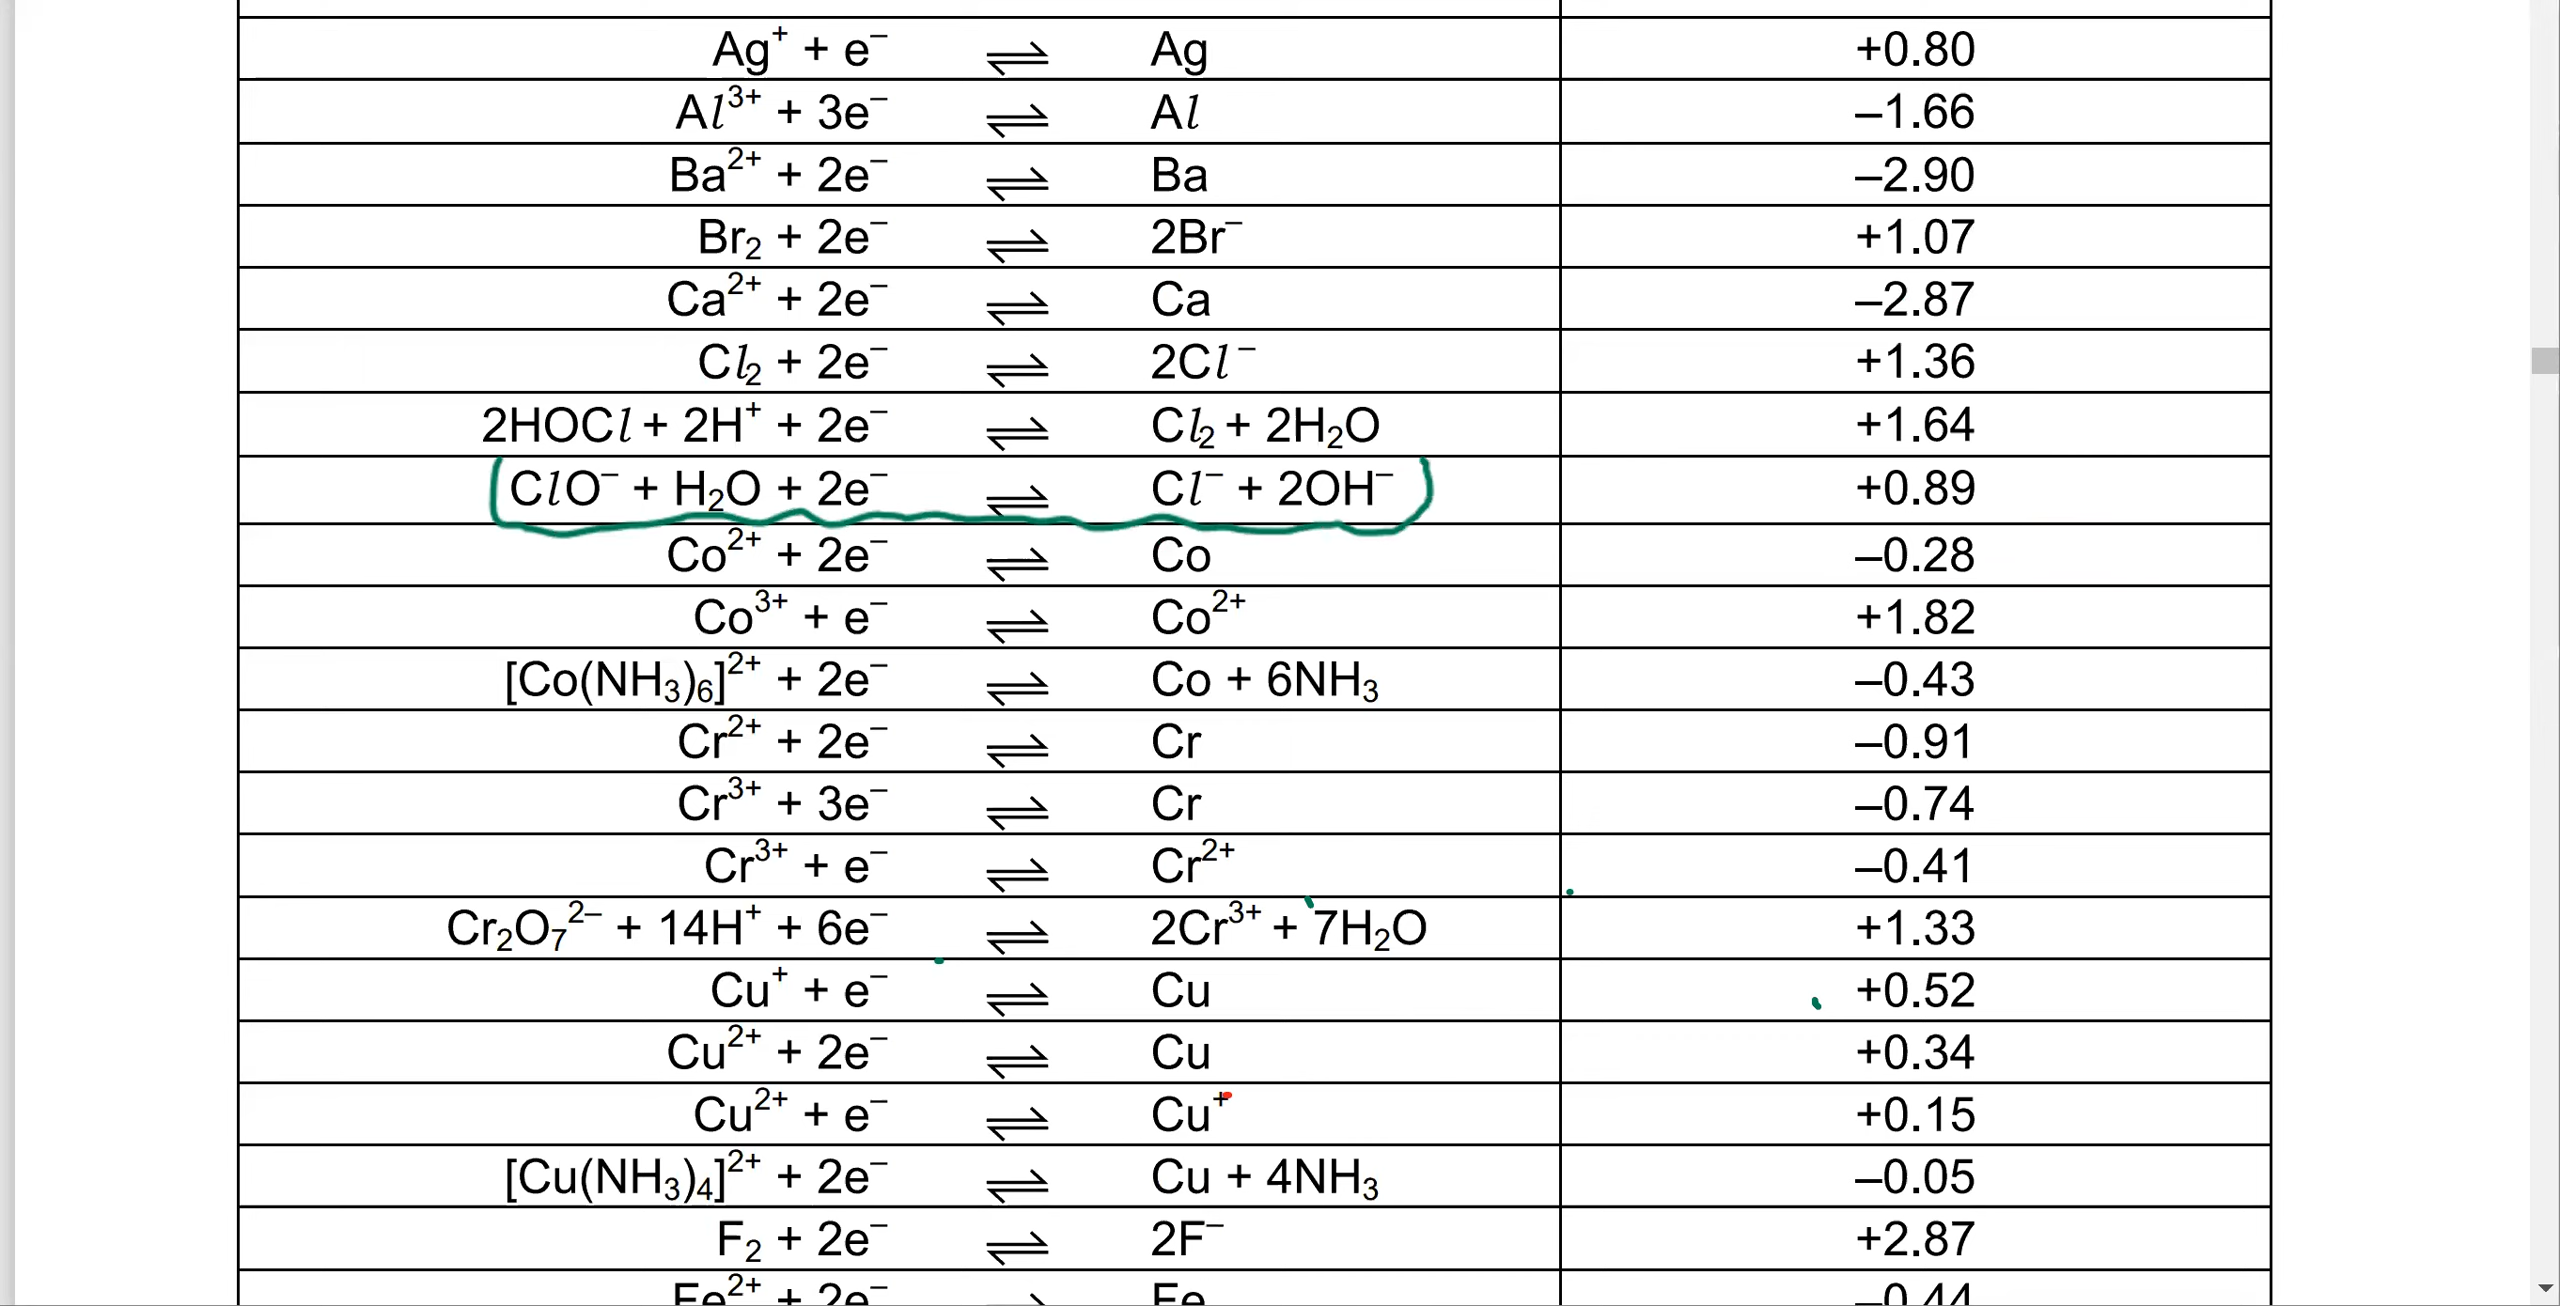 Ag⁺ + e⁻ ⇌ Ag +0.80
Al³⁺ + 3e⁻ ⇌ Al –1.66
Ba²⁺ + 2e⁻ ⇌ Ba –2.90
Br₂ + 2e⁻ ⇌ 2Br⁻ +1.07
Ca²⁺ + 2e⁻ ⇌ Ca –2.87
Cl₂ + 2e⁻ ⇌ 2Cl⁻ +1.36
2HOCl + 2H⁺ + 2e⁻ ⇌ Cl₂ + 2H₂O +1.64
ClO⁻ + H₂O + 2e⁻ ⇌ Cl⁻ + 2OH⁻ +0.89
Co²⁺ + 2e⁻ ⇌ Co –0.28
Co³⁺ + e⁻ ⇌ Co²⁺ +1.82
[Co(NH₃)₆]²⁺ + 2e⁻ ⇌ Co + 6NH₃ –0.43
Cr²⁺ + 2e⁻ ⇌ Cr –0.91
Cr³⁺ + 3e⁻ ⇌ Cr –0.74
Cr³⁺ + e⁻ ⇌ Cr²⁺ –0.41
Cr₂O₇²⁻ + 14H⁺ + 6e⁻ ⇌ 2Cr³⁺ + 7H₂O +1.33
Cu⁺ + e⁻ ⇌ Cu +0.52
Cu²⁺ + 2e⁻ ⇌ Cu +0.34
Cu²⁺ + e⁻ ⇌ Cu⁺ +0.15
[Cu(NH₃)₄]²⁺ + 2e⁻ ⇌ Cu + 4NH₃ –0.05
F₂ + 2e⁻ ⇌ 2F⁻ +2.87
Fe²⁺ + 2e⁻ ⇌ Fe –0.44